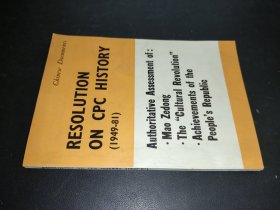 China Documents
RESOLUTION
ON CPC HISTORY
(1949-81)
Authoritative Assessment of:
· Mao Zedong
· The "Cultural Revolution"
· Achievements of the
People's Republic